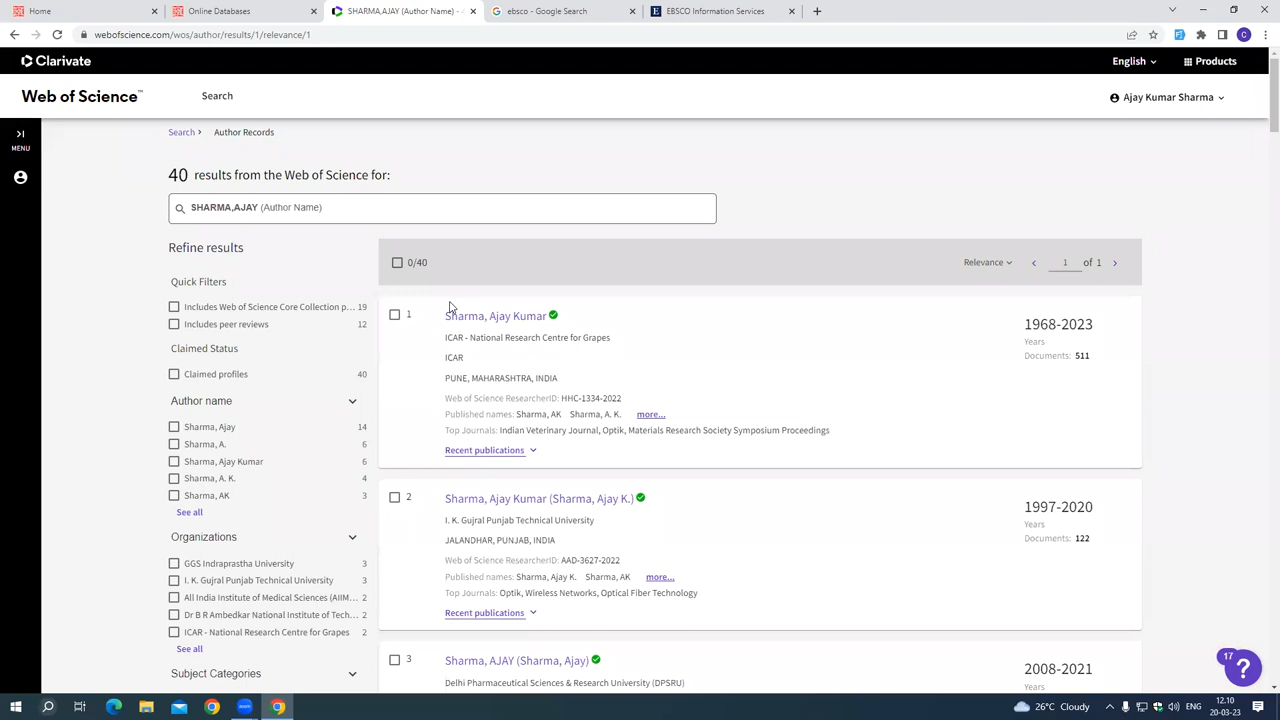 Home
Online Databases
SHARMA,AJAY (Author Name) -
ebsco - Google Search
EBSCO Information Services
webofscience.com/wos/author/results/1/relevance/1
C
Clarivate
English
Products
Web of Science™
Search
Ajay Kumar Sharma
MENU
Search > Author Records
40 results from the Web of Science for:
SHARMA,AJAY (Author Name)
Refine results
0/40
Relevance
1 of 1
Quick Filters
Includes Web of Science Core Collection p... 19
Includes peer reviews 12
Claimed Status
Claimed profiles 40
Author name
Sharma, Ajay 14
Sharma, A. 6
Sharma, Ajay Kumar 6
Sharma, A. K. 4
Sharma, AK 3
See all
Organizations
GGS Indraprastha University 3
I. K. Gujral Punjab Technical University 3
All India Institute of Medical Sciences (AIIM... 2
Dr B R Ambedkar National Institute of Tech... 2
ICAR - National Research Centre for Grapes 2
See all
Subject Categories
1 Sharma, Ajay Kumar
ICAR - National Research Centre for Grapes
ICAR
PUNE, MAHARASHTRA, INDIA
Web of Science ResearcherID: HHC-1334-2022
Published names: Sharma, AK Sharma, A. K. more...
Top Journals: Indian Veterinary Journal, Optik, Materials Research Society Symposium Proceedings
Recent publications
1968-2023
Years
Documents: 511
2 Sharma, Ajay Kumar (Sharma, Ajay K.)
I. K. Gujral Punjab Technical University
JALANDHAR, PUNJAB, INDIA
Web of Science ResearcherID: AAD-3627-2022
Published names: Sharma, Ajay K. Sharma, AK more...
Top Journals: Optik, Wireless Networks, Optical Fiber Technology
Recent publications
1997-2020
Years
Documents: 122
3 Sharma, AJAY (Sharma, Ajay)
Delhi Pharmaceutical Sciences & Research University (DPSRU)
2008-2021
Years
17
?
26°C Cloudy
12.10
20-03-23